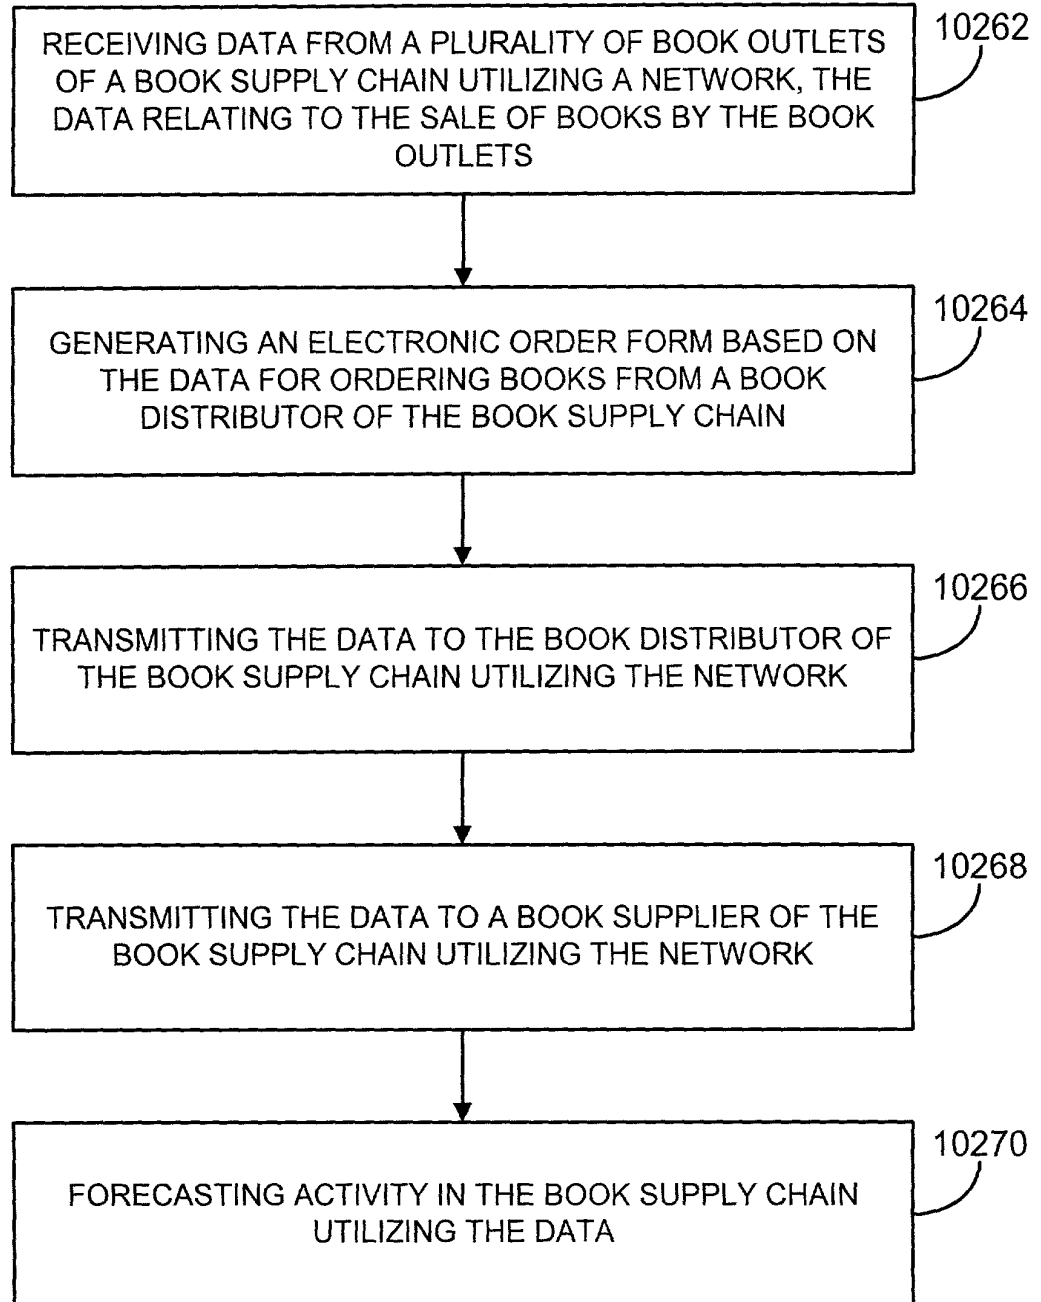 RECEIVING DATA FROM A PLURALITY OF BOOK OUTLETS
OF A BOOK SUPPLY CHAIN UTILIZING A NETWORK, THE
DATA RELATING TO THE SALE OF BOOKS BY THE BOOK
OUTLETS
10262
GENERATING AN ELECTRONIC ORDER FORM BASED ON
THE DATA FOR ORDERING BOOKS FROM A BOOK
DISTRIBUTOR OF THE BOOK SUPPLY CHAIN
10264
TRANSMITTING THE DATA TO THE BOOK DISTRIBUTOR OF
THE BOOK SUPPLY CHAIN UTILIZING THE NETWORK
10266
TRANSMITTING THE DATA TO A BOOK SUPPLIER OF THE
BOOK SUPPLY CHAIN UTILIZING THE NETWORK
10268
FORECASTING ACTIVITY IN THE BOOK SUPPLY CHAIN
UTILIZING THE DATA
10270